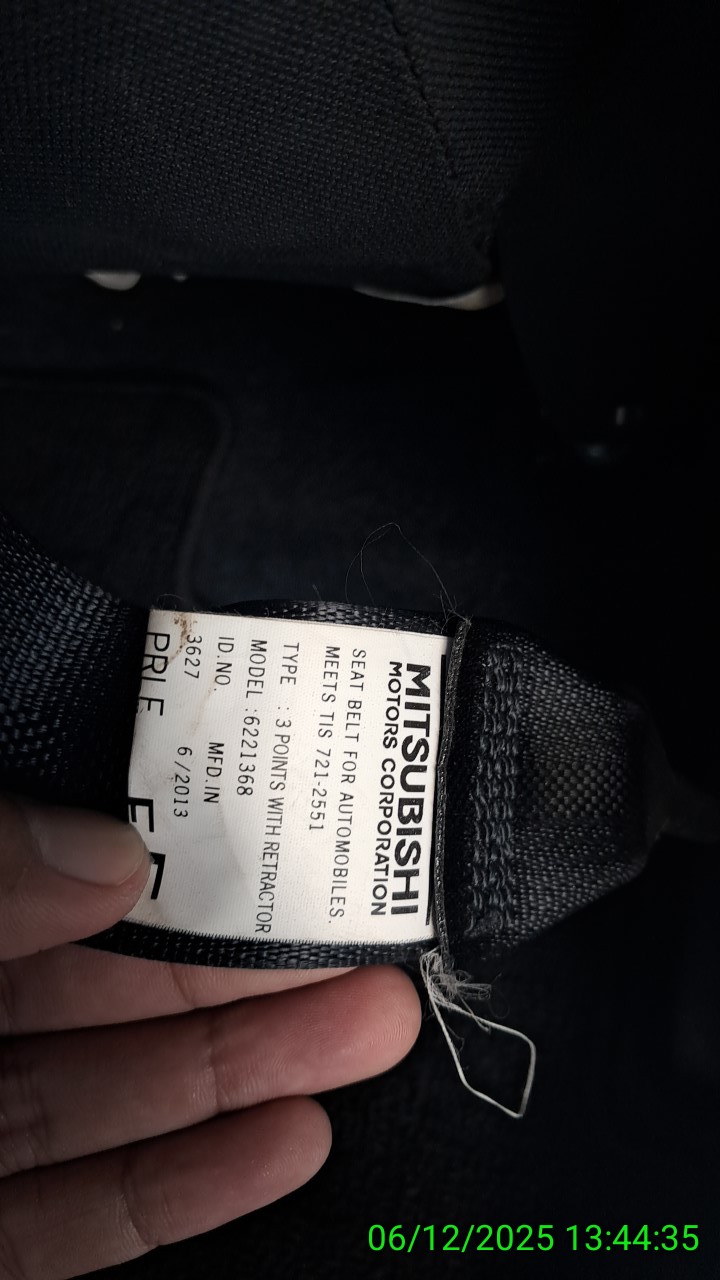 MITSUBISHI
MOTORS CORPORATION
SEAT BELT FOR AUTOMOBILES.
MEETS TIS 721-2551
TYPE : 3 POINTS WITH RETRACTOR
MODEL : 6221368
ID.NO. MFD.IN
3627 6/2013
06/12/2025 13:44:35